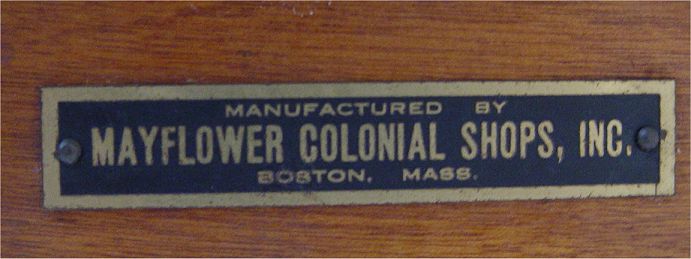 MANUFACTURED BY
MAYFLOWER COLONIAL SHOPS, INC.
BOSTON, MASS.